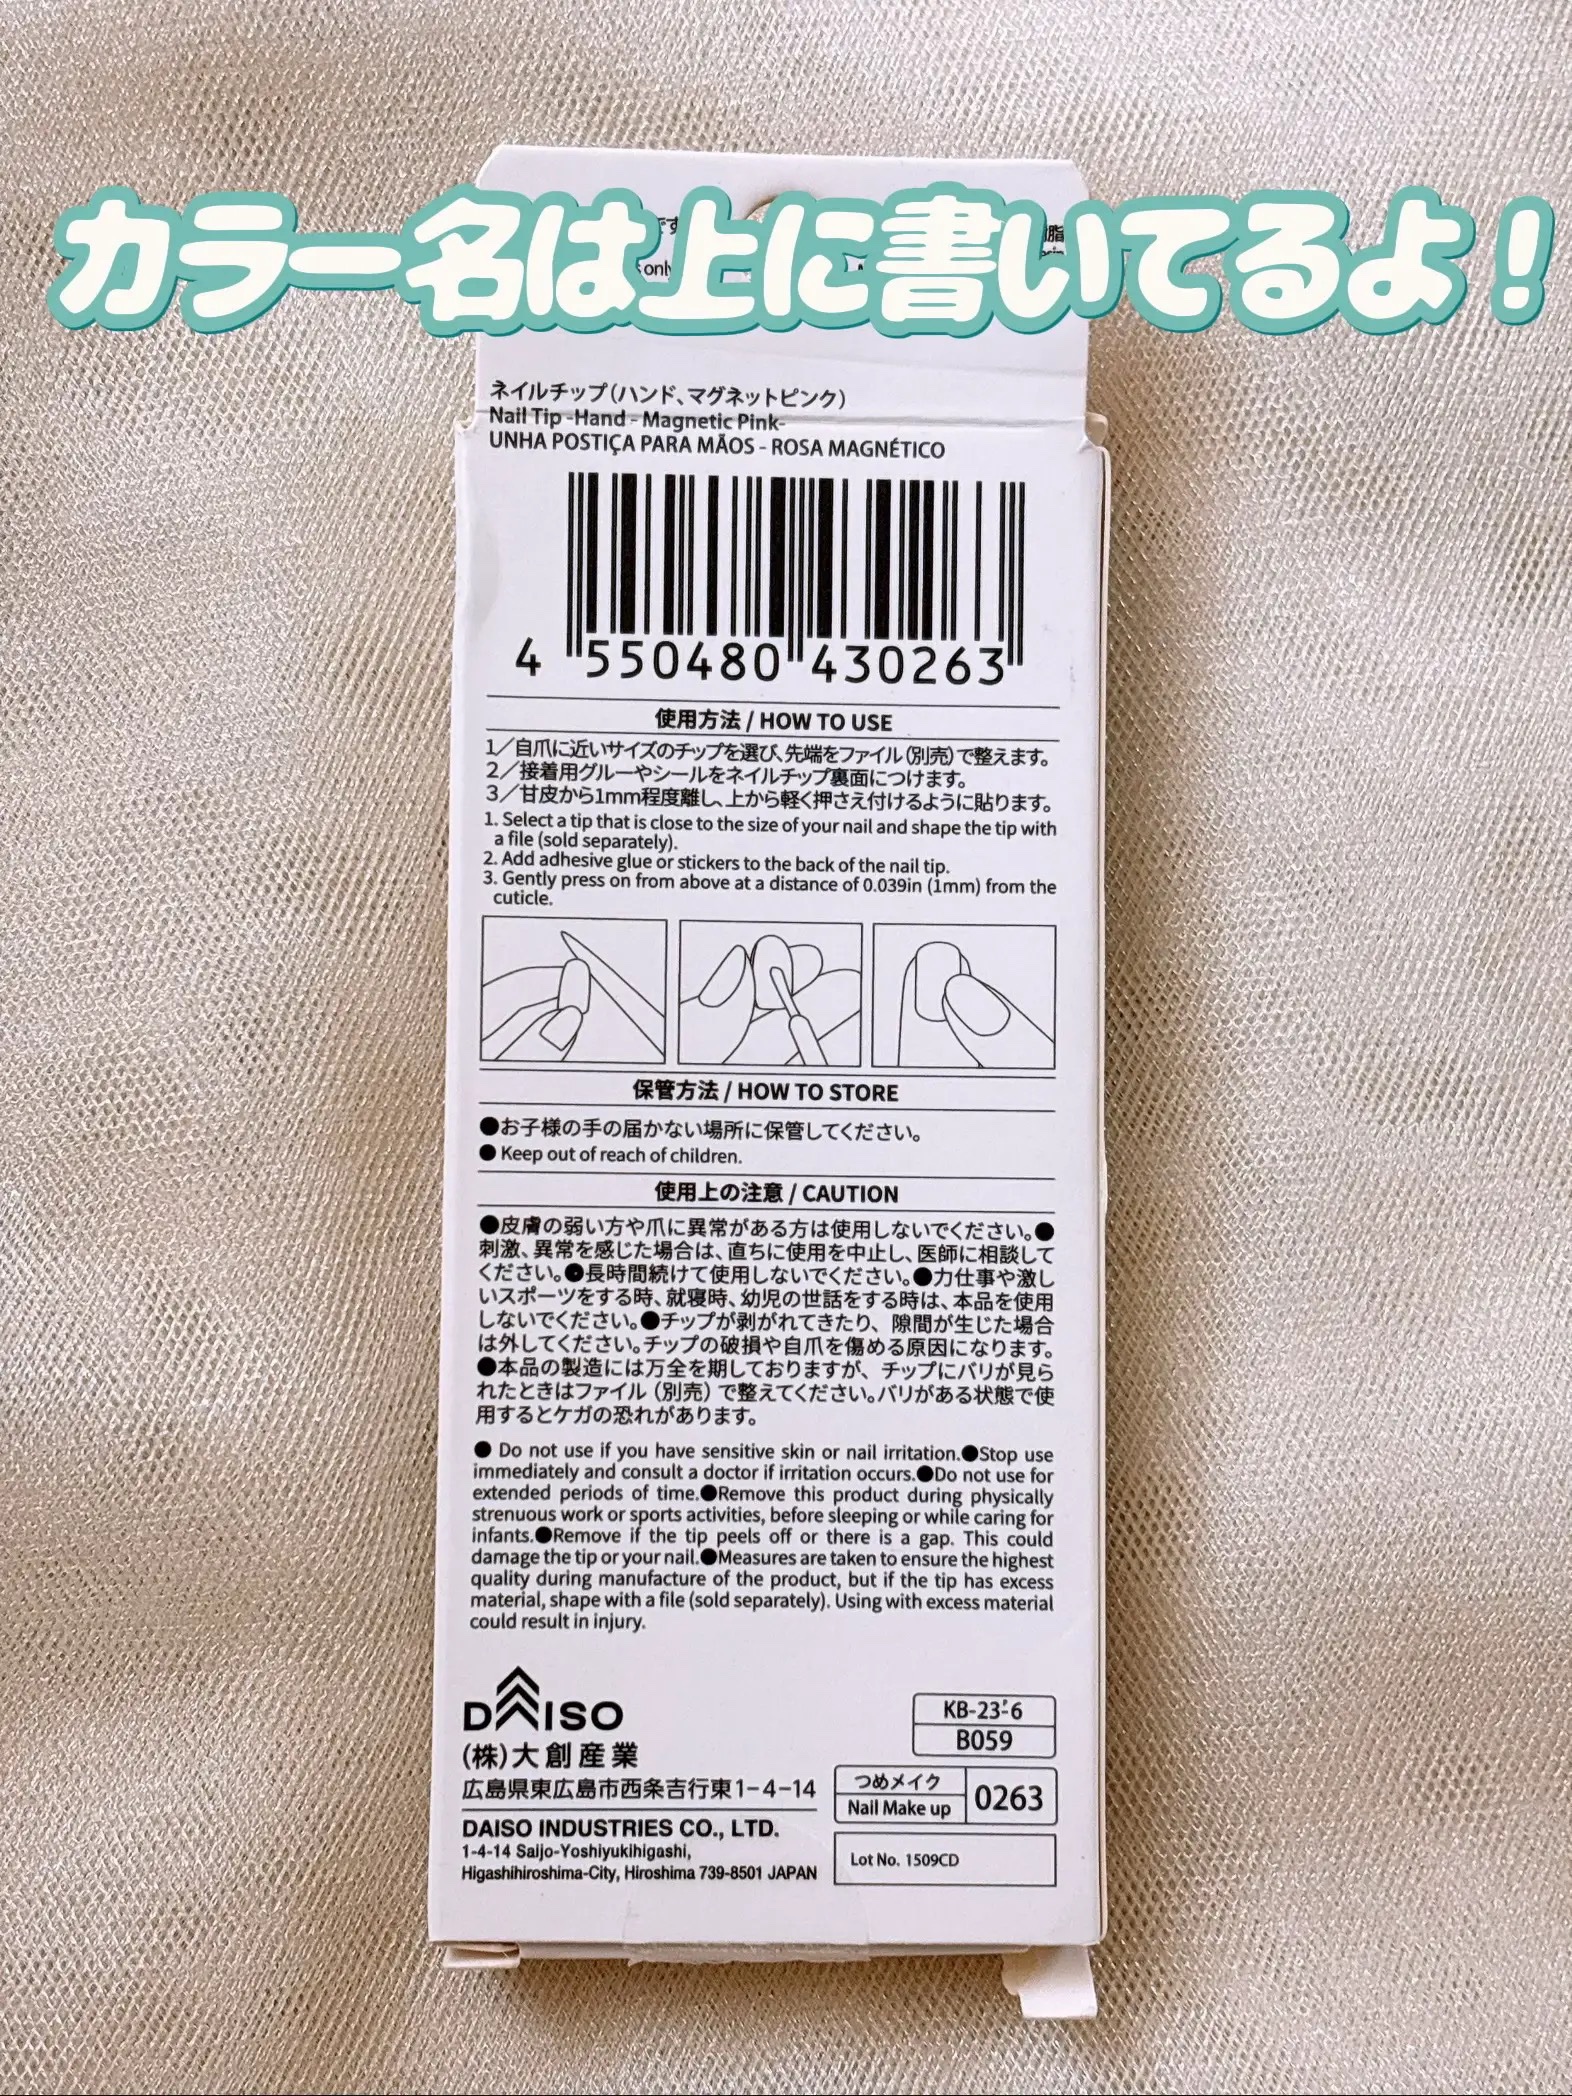 カラー名は上に書いてるよ！
です
s only
脂
ネイルチップ(ハンド、マグネットピンク)
Nail Tip -Hand - Magnetic Pink-
UNHA POSTIÇA PARA MÃOS - ROSA MAGNÉTICO
4 550480 430263
使用方法 / HOW TO USE
1／自爪に近いサイズのチップを選び、先端をファイル(別売)で整えます。
2／接着用グルーやシールをネイルチップ裏面につけます。
3／甘皮から1mm程度離し、上から軽く押さえ付けるように貼ります。
1. Select a tip that is close to the size of your nail and shape the tip with
a file (sold separately).
2. Add adhesive glue or stickers to the back of the nail tip.
3. Gently press on from above at a distance of 0.039in (1mm) from the
cuticle.
保管方法 / HOW TO STORE
●お子様の手の届かない場所に保管してください。
● Keep out of reach of children.
使用上の注意 / CAUTION
●皮膚の弱い方や爪に異常がある方は使用しないでください。●
刺激、異常を感じた場合は、直ちに使用を中止し、医師に相談して
ください。●長時間続けて使用しないでください。●力仕事や激し
いスポーツをする時、就寝時、幼児の世話をする時は、本品を使用
しないでください。●チップが剥がれてきたり、隙間が生じた場合
は外してください。チップの破損や自爪を傷める原因になります。
●本品の製造には万全を期しておりますが、チップにバリが見ら
れたときはファイル(別売)で整えてください。バリがある状態で使
用するとケガの恐れがあります。
● Do not use if you have sensitive skin or nail irritation.●Stop use
immediately and consult a doctor if irritation occurs.●Do not use for
extended periods of time.●Remove this product during physically
strenuous work or sports activities, before sleeping or while caring for
infants.●Remove if the tip peels off or there is a gap. This could
damage the tip or your nail.●Measures are taken to ensure the highest
quality during manufacture of the product, but if the tip has excess
material, shape with a file (sold separately). Using with excess material
could result in injury.
DAISO
(株)大創産業
広島県東広島市西条吉行東1-4-14
DAISO INDUSTRIES CO., LTD.
1-4-14 Saijo-Yoshiyukihigashi,
Higashihiroshima-City, Hiroshima 739-8501 JAPAN
KB-23-6
B059
つめメイク
Nail Make up
0263
Lot No. 1509CD